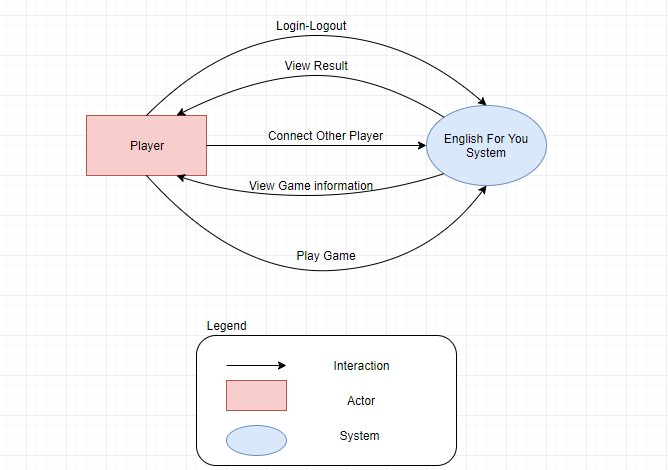 Login-Logout
View Result
Connect Other Player
Player
English For You
System
View Game information
Play Game
Legend
Interaction
Actor
System